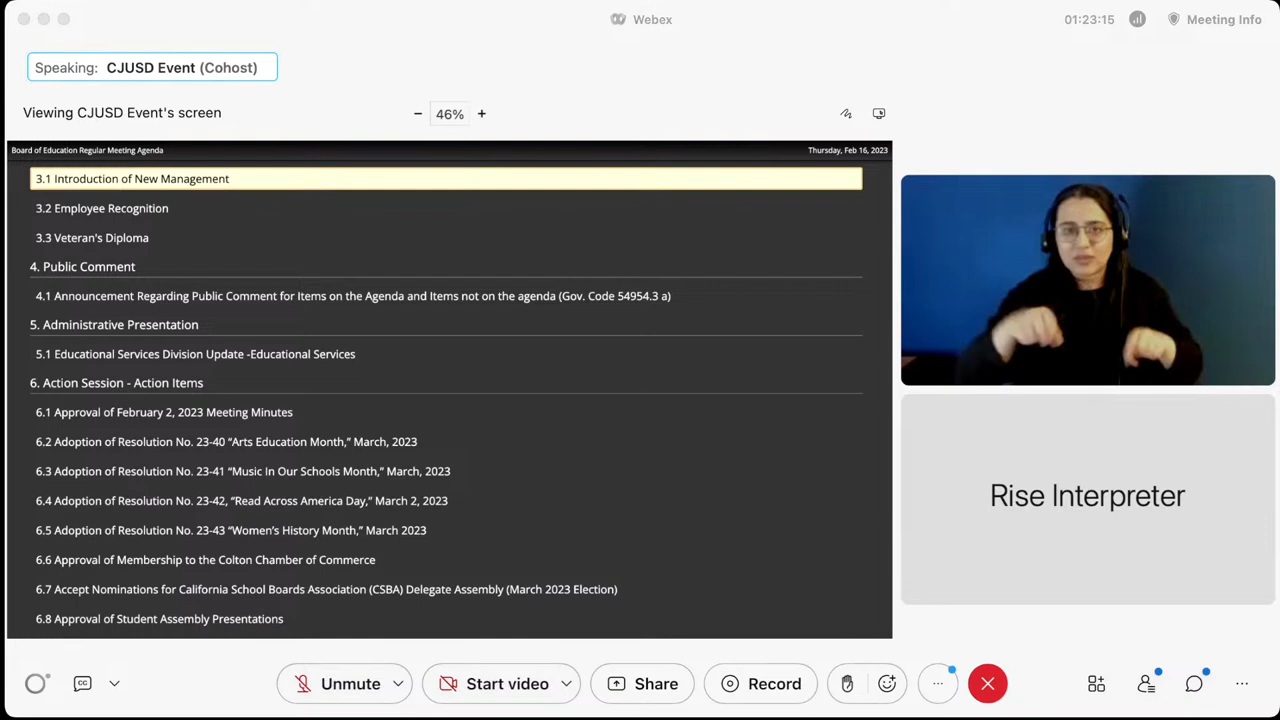 Webex
01:23:15
Meeting Info
Speaking: CJUSD Event (Cohost)
Viewing CJUSD Event's screen
− 46% +
Board of Education Regular Meeting Agenda
Thursday, Feb 16, 2023
3.1 Introduction of New Management
3.2 Employee Recognition
3.3 Veteran's Diploma
4. Public Comment
4.1 Announcement Regarding Public Comment for Items on the Agenda and Items not on the agenda (Gov. Code 54954.3 a)
5. Administrative Presentation
5.1 Educational Services Division Update -Educational Services
6. Action Session - Action Items
6.1 Approval of February 2, 2023 Meeting Minutes
6.2 Adoption of Resolution No. 23-40 “Arts Education Month,” March, 2023
6.3 Adoption of Resolution No. 23-41 “Music In Our Schools Month,” March, 2023
6.4 Adoption of Resolution No. 23-42, “Read Across America Day,” March 2, 2023
6.5 Adoption of Resolution No. 23-43 “Women’s History Month,” March 2023
6.6 Approval of Membership to the Colton Chamber of Commerce
6.7 Accept Nominations for California School Boards Association (CSBA) Delegate Assembly (March 2023 Election)
6.8 Approval of Student Assembly Presentations
Rise Interpreter
CC
Unmute
Start video
Share
Record